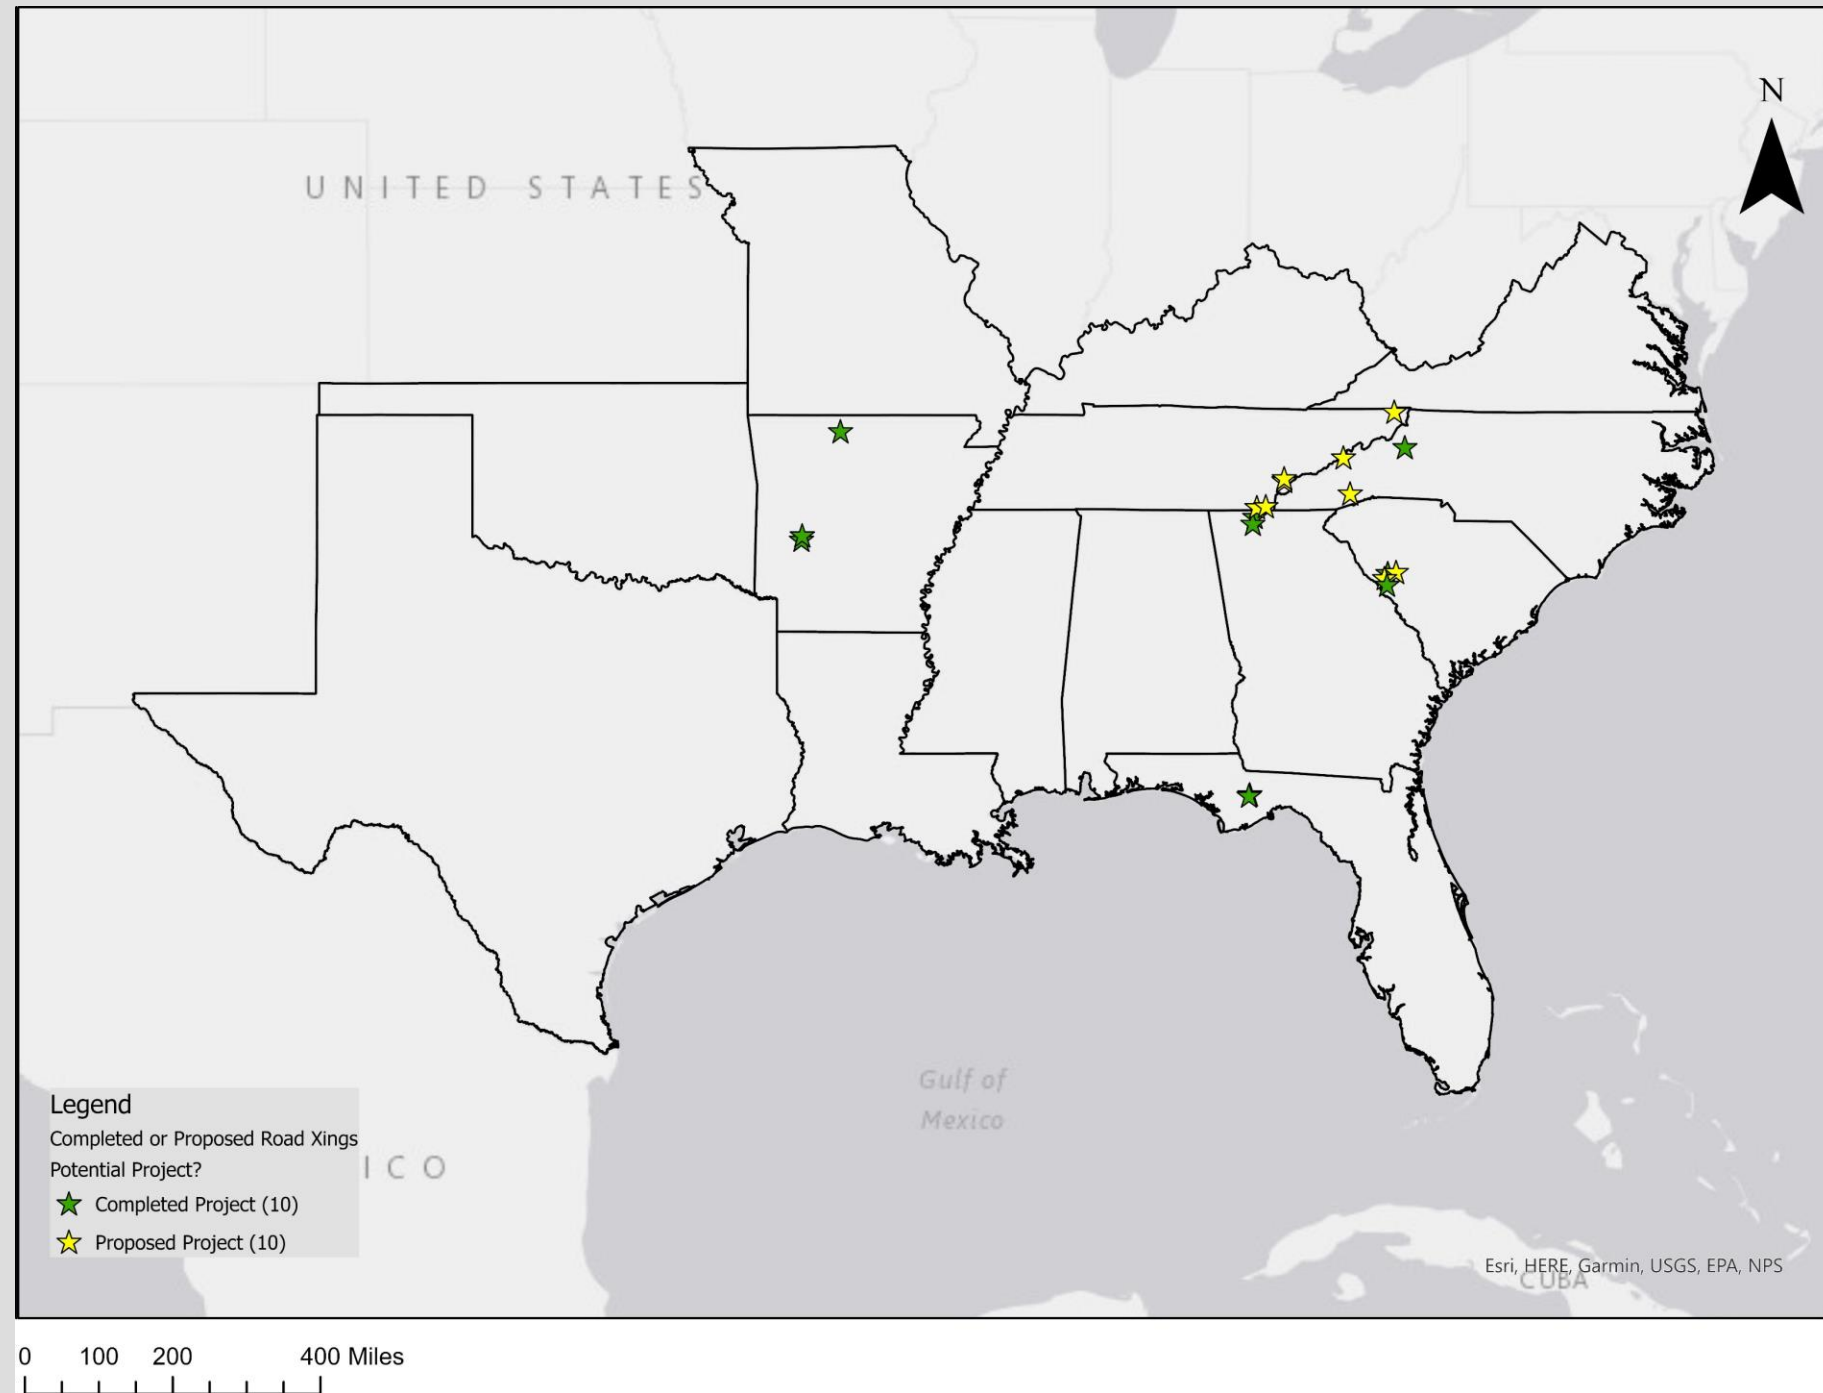 N
UNITED STATES
Gulf of
Mexico
Legend
Completed or Proposed Road Xings
Potential Project?
ICO
Completed Project (10)
Proposed Project (10)
Esri, HERE, Garmin, USGS, EPA, NPS
CUBA
0 100 200 400 Miles